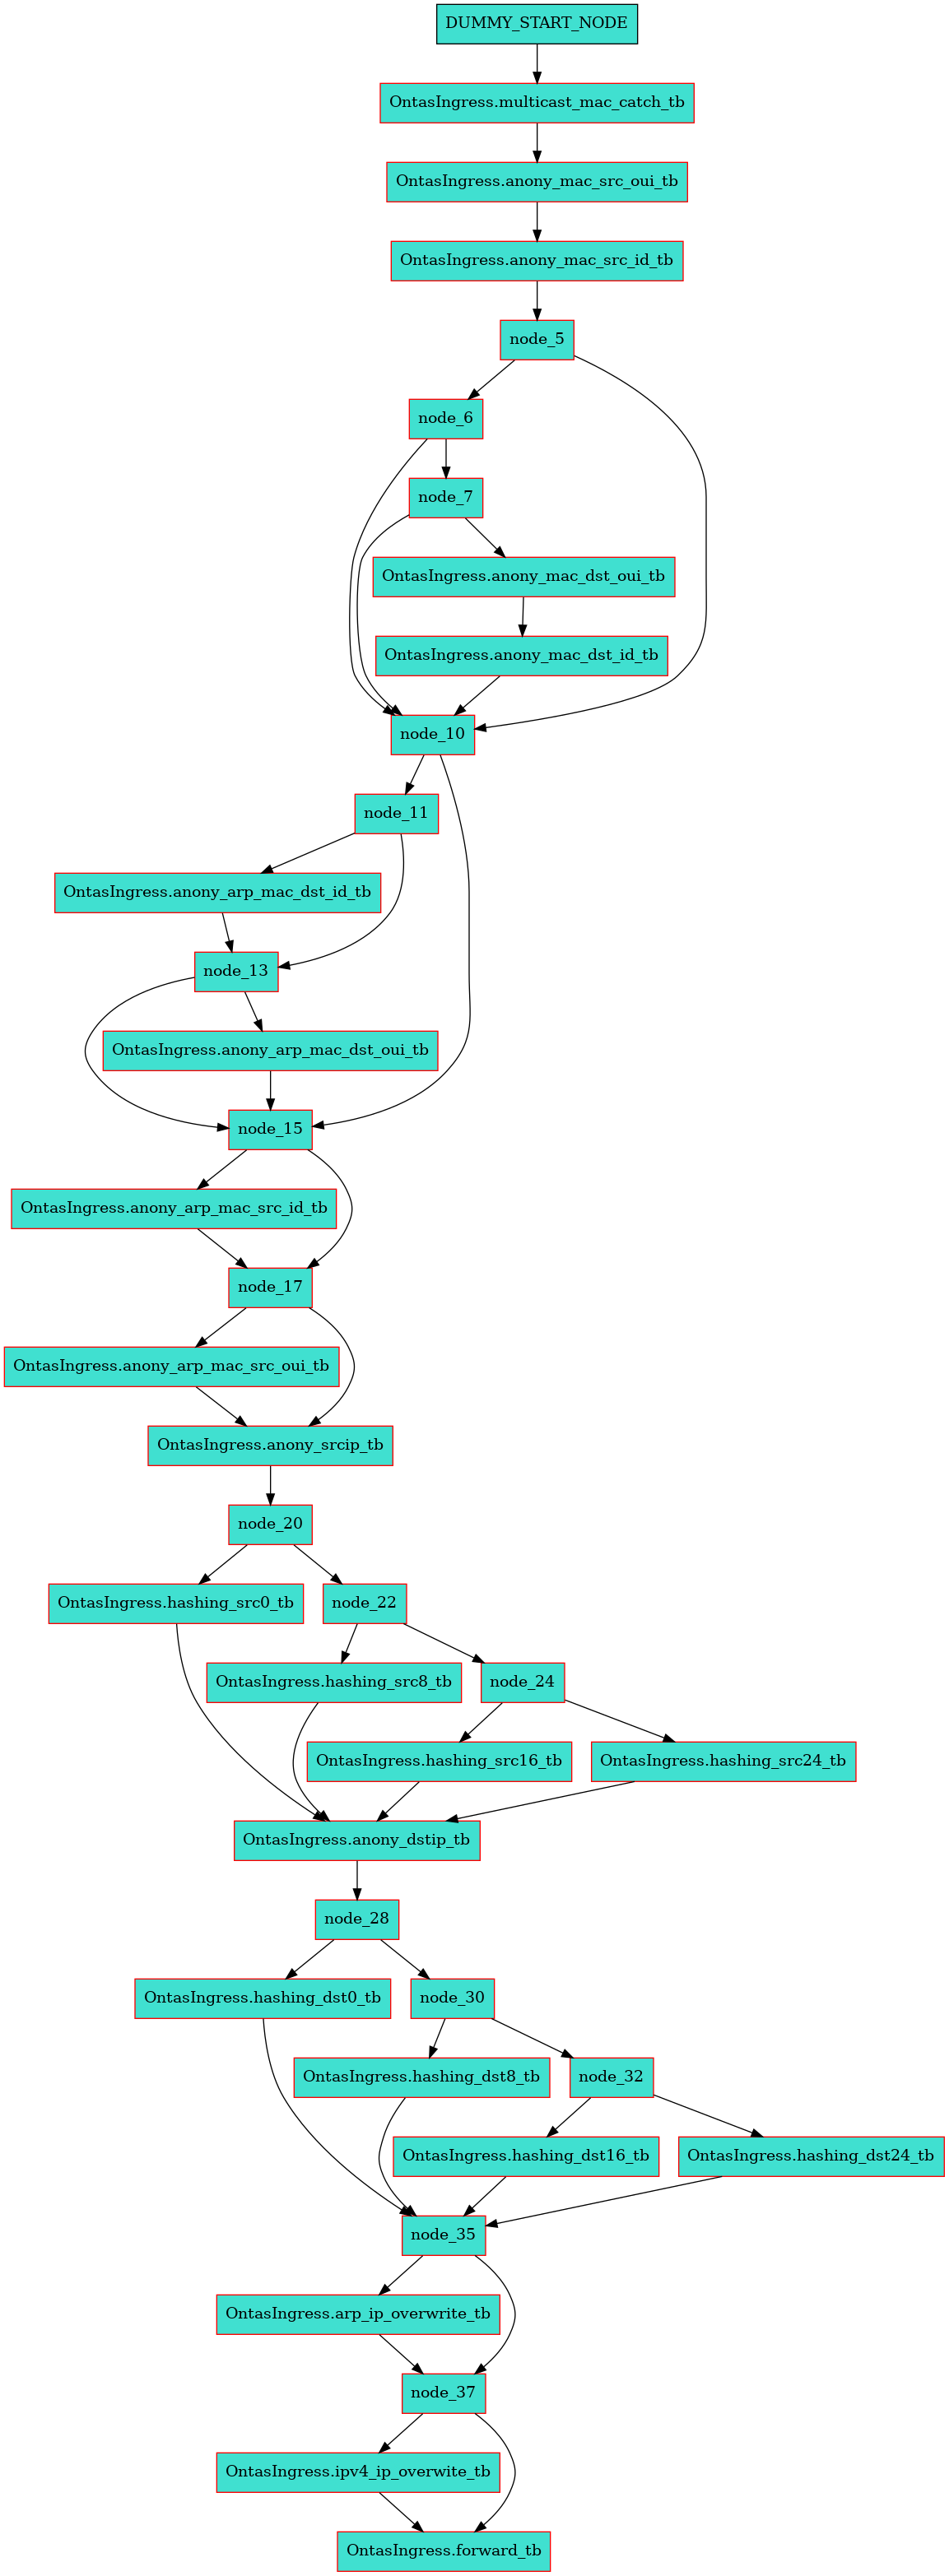 DUMMY_START_NODE
OntasIngress.multicast_mac_catch_tb
OntasIngress.anony_mac_src_oui_tb
OntasIngress.anony_mac_src_id_tb
node_5
node_6
node_7
OntasIngress.anony_mac_dst_oui_tb
OntasIngress.anony_mac_dst_id_tb
node_10
node_11
OntasIngress.anony_arp_mac_dst_id_tb
node_13
OntasIngress.anony_arp_mac_dst_oui_tb
node_15
OntasIngress.anony_arp_mac_src_id_tb
node_17
OntasIngress.anony_arp_mac_src_oui_tb
OntasIngress.anony_srcip_tb
node_20
OntasIngress.hashing_src0_tb
node_22
OntasIngress.hashing_src8_tb
node_24
OntasIngress.hashing_src16_tb
OntasIngress.hashing_src24_tb
OntasIngress.anony_dstip_tb
node_28
OntasIngress.hashing_dst0_tb
node_30
OntasIngress.hashing_dst8_tb
node_32
OntasIngress.hashing_dst16_tb
OntasIngress.hashing_dst24_tb
node_35
OntasIngress.arp_ip_overwrite_tb
node_37
OntasIngress.ipv4_ip_overwite_tb
OntasIngress.forward_tb